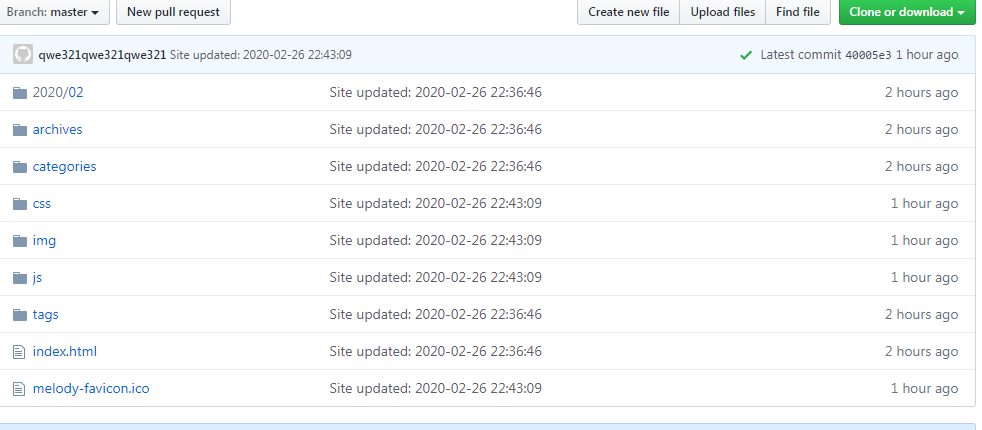 Branch: master New pull request Create new file Upload files Find file Clone or download
qwe321qwe321qwe321 Site updated: 2020-02-26 22:43:09 Latest commit 40005e3 1 hour ago
2020/02 Site updated: 2020-02-26 22:36:46 2 hours ago
archives Site updated: 2020-02-26 22:36:46 2 hours ago
categories Site updated: 2020-02-26 22:36:46 2 hours ago
css Site updated: 2020-02-26 22:43:09 1 hour ago
img Site updated: 2020-02-26 22:43:09 1 hour ago
js Site updated: 2020-02-26 22:43:09 1 hour ago
tags Site updated: 2020-02-26 22:36:46 2 hours ago
index.html Site updated: 2020-02-26 22:36:46 2 hours ago
melody-favicon.ico Site updated: 2020-02-26 22:43:09 1 hour ago